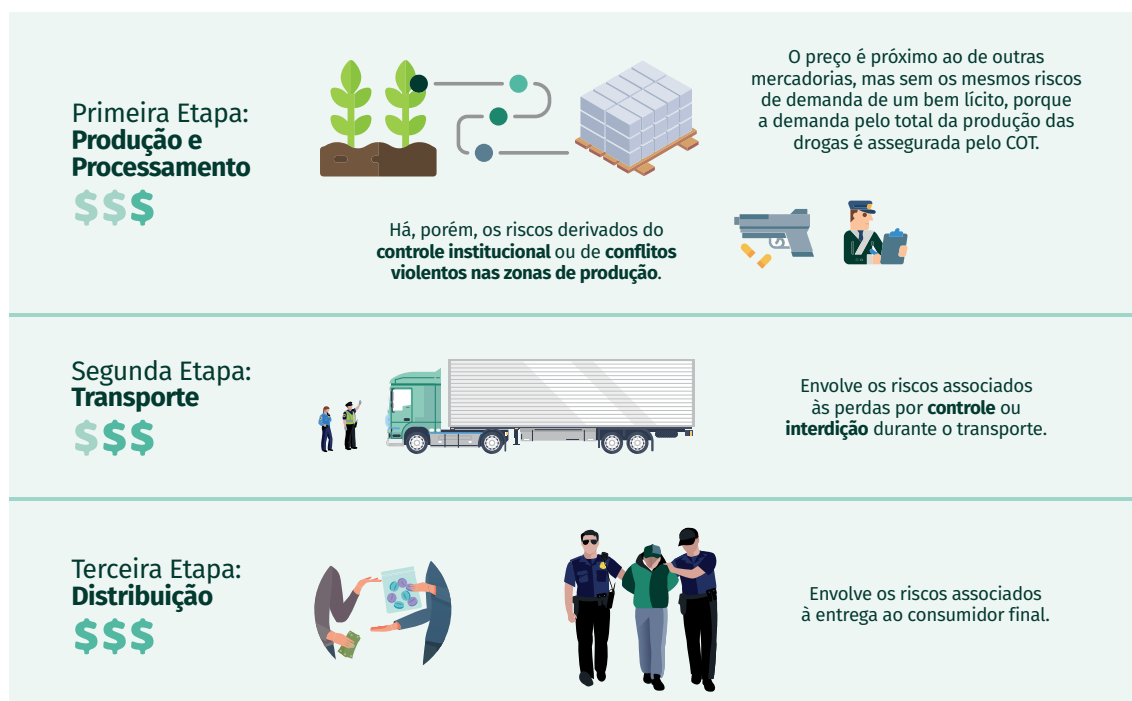 Primeira Etapa:
Produção e
Processamento
$$$
O preço é próximo ao de outras
mercadorias, mas sem os mesmos riscos
de demanda de um bem lícito, porque
a demanda pelo total da produção das
drogas é assegurada pelo COT.
Há, porém, os riscos derivados do
controle institucional ou de conflitos
violentos nas zonas de produção.
Segunda Etapa:
Transporte
$$$
Envolve os riscos associados
às perdas por controle ou
interdição durante o transporte.
Terceira Etapa:
Distribuição
$$$
Envolve os riscos associados
à entrega ao consumidor final.